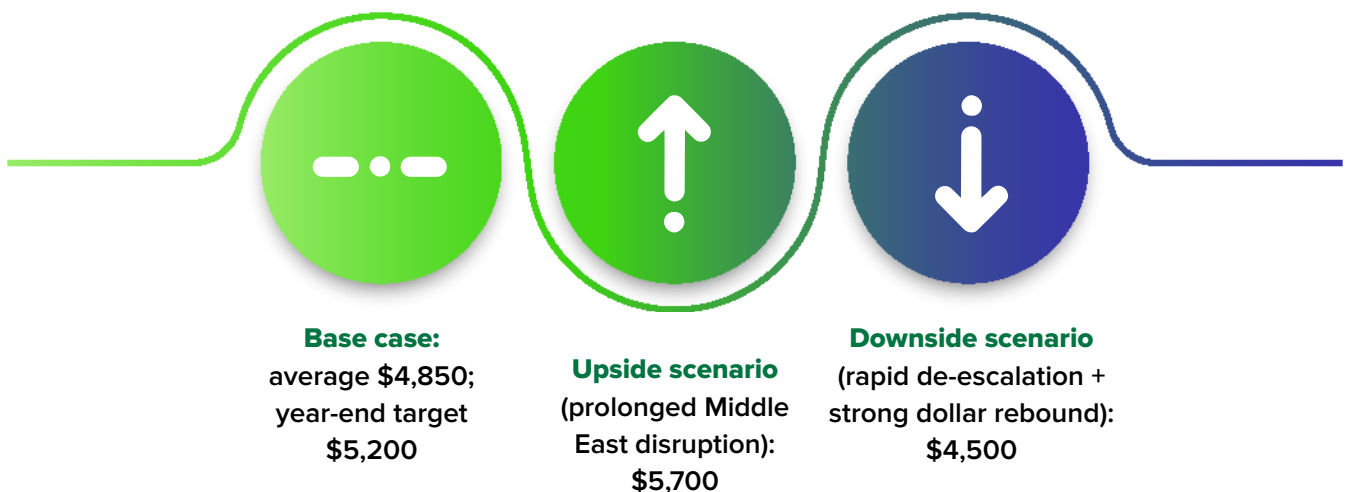 Base case:
average $4,850;
year-end target
$5,200
Upside scenario
(prolonged Middle
East disruption):
$5,700
Downside scenario
(rapid de-escalation +
strong dollar rebound):
$4,500